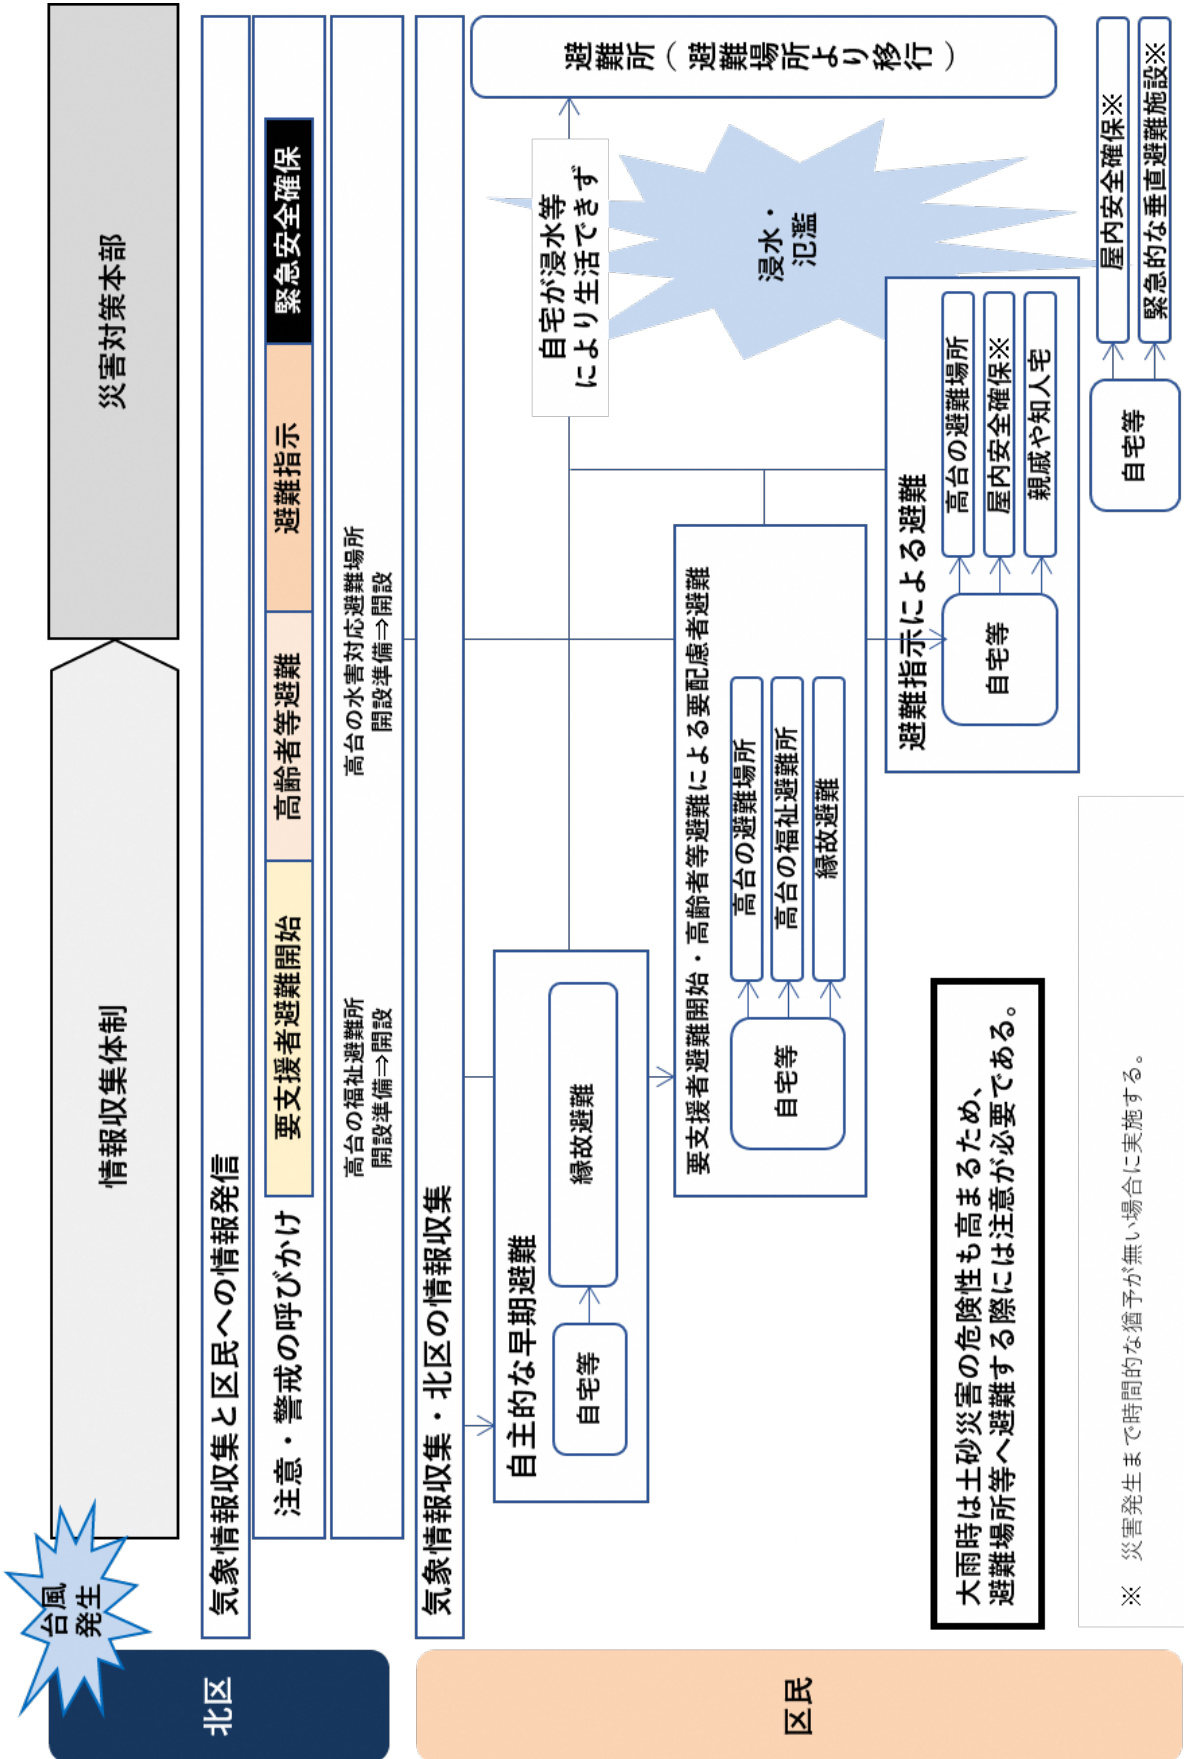 台風
発生
情報収集体制
災害対策本部
北区
気象情報収集と区民への情報発信
注意・警戒の呼びかけ
要支援者避難開始
高齢者等避難
避難指示
緊急安全確保
高台の福祉避難所
開設準備⇒開設
高台の水害対応避難場所
開設準備⇒開設
区民
気象情報収集・北区の情報収集
自主的な早期避難
自宅等
縁故避難
自宅が浸水等
により生活できず
避難所(避難場所より移行)
要支援者避難開始・高齢者等避難による要配慮者避難
自宅等
高台の避難場所
高台の福祉避難所
縁故避難
浸水・
氾濫
避難指示による避難
自宅等
高台の避難場所
屋内安全確保※
親戚や知人宅
自宅等
屋内安全確保※
緊急的な垂直避難施設※
大雨時は土砂災害の危険性も高まるため、
避難場所等へ避難する際には注意が必要である。
※ 災害発生まで時間的な猶予が無い場合に実施する。